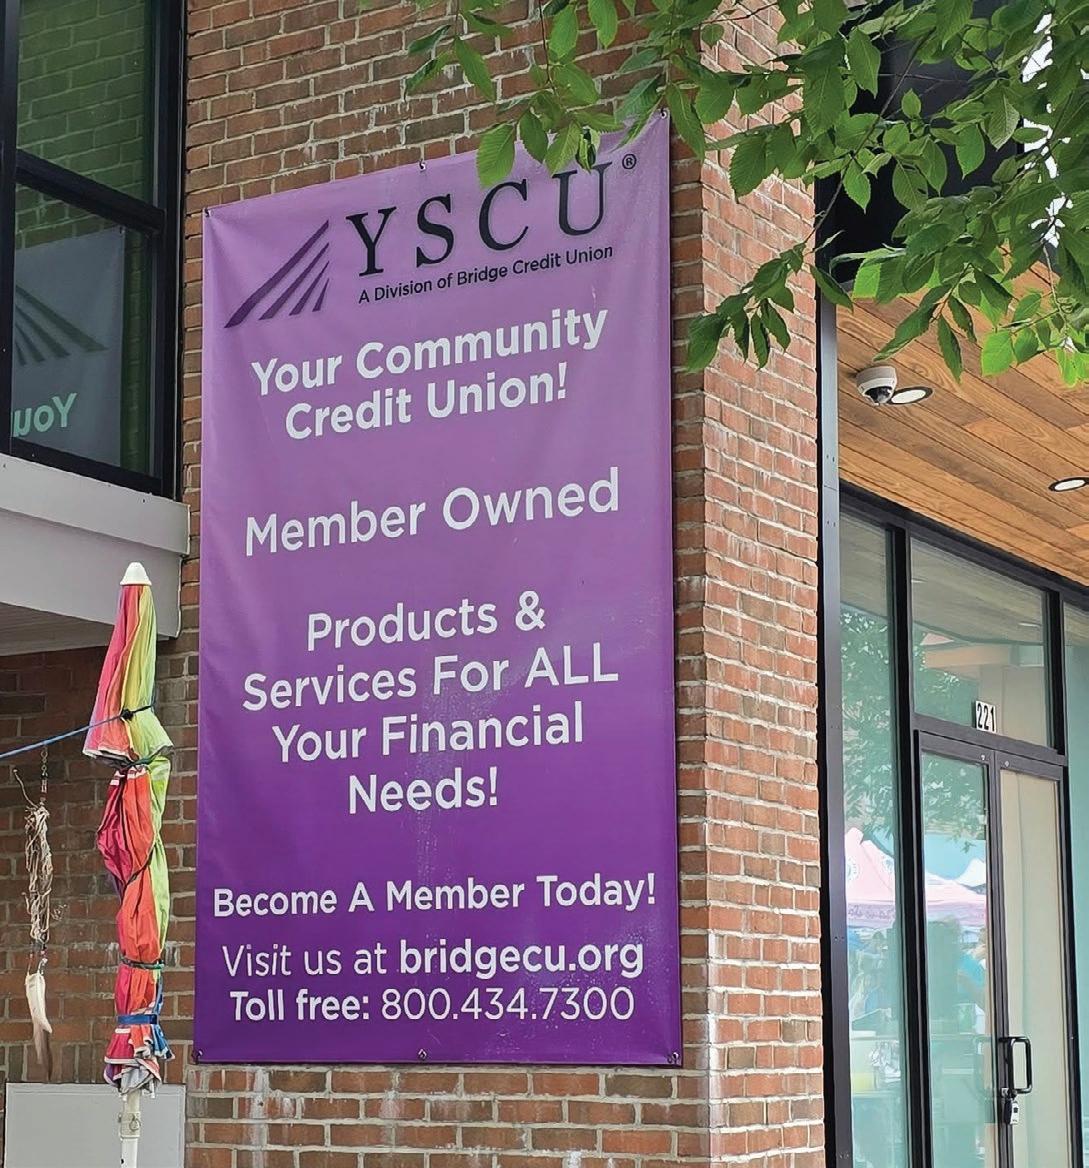 YSCU®
A Division of Bridge Credit Union
Your Community
Credit Union!
Member Owned
Products &
Services For ALL
Your Financial
Needs!
Become A Member Today!
Visit us at bridgecu.org
Toll free: 800.434.7300
You
221